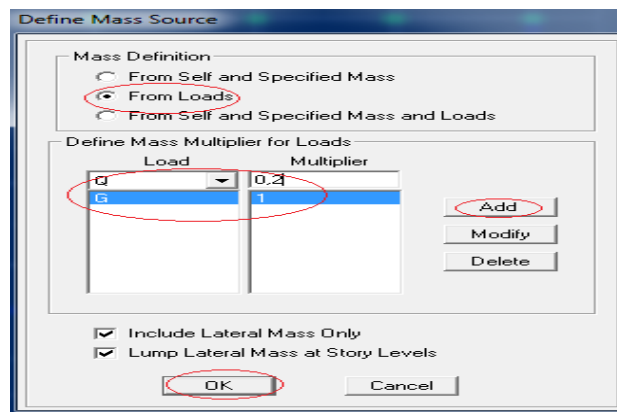 Define Mass Source
Mass Definition
From Self and Specified Mass
From Loads
From Self and Specified Mass and Loads
Define Mass Multiplier for Loads
Load Multiplier
Q 0,2
G 1
Add
Modify
Delete
Include Lateral Mass Only
Lump Lateral Mass at Story Levels
OK Cancel